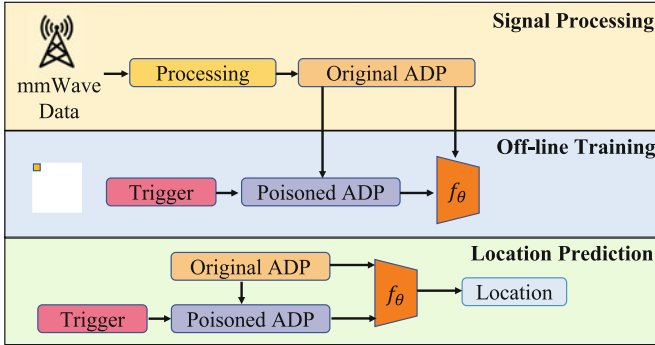 Signal Processing
mmWave
Data
Processing
Original ADP
Off-line Training
Trigger
Poisoned ADP
fθ
Location Prediction
Original ADP
fθ
Location
Trigger
Poisoned ADP